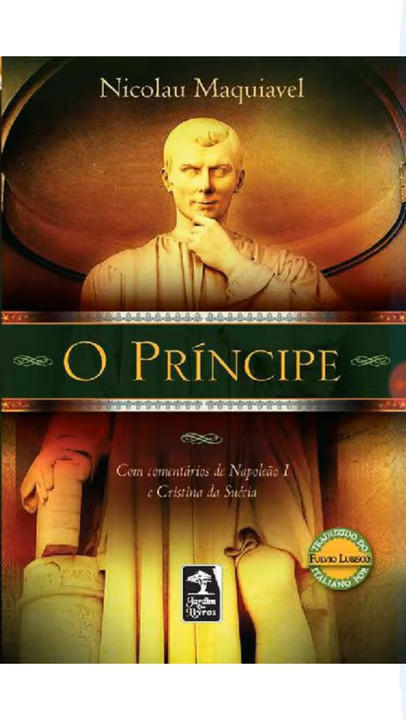 Nicolau Maquiavel
O PRÍNCIPE
Com comentários de Napoleão I
e Cristina da Suécia
TRADUZIDO DO
FULVIO LUBISCO
ITALIANO POR
Jardim
dos
Livros